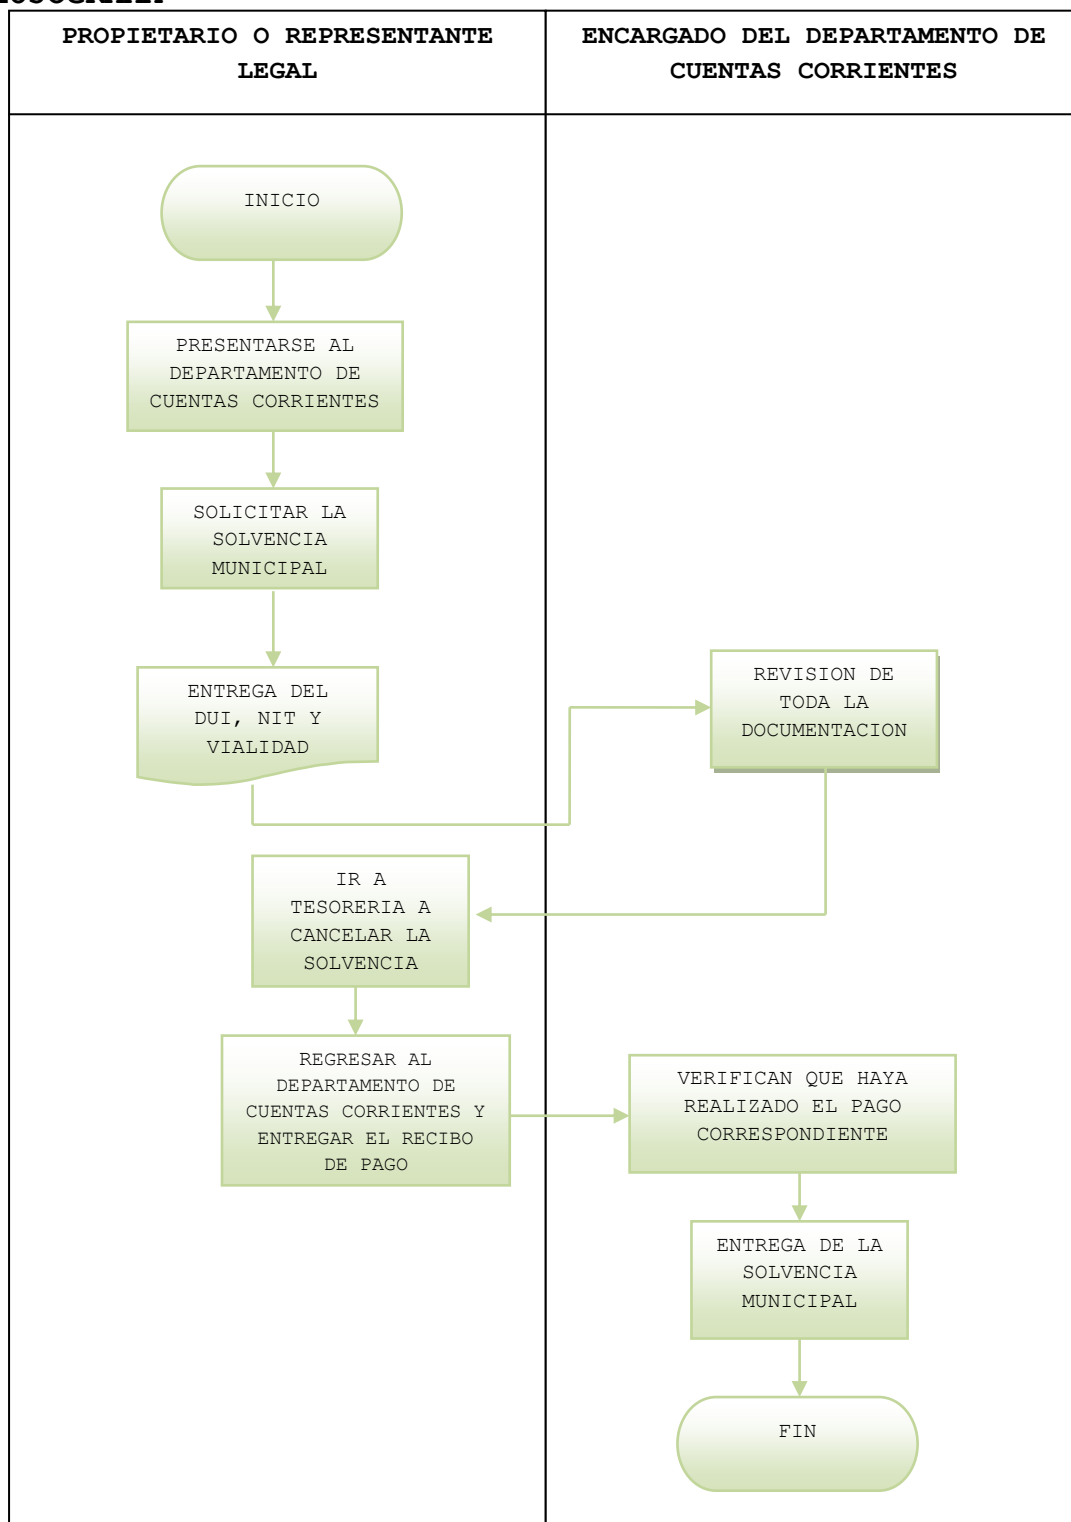 PROPIETARIO O REPRESENTANTE
LEGAL
ENCARGADO DEL DEPARTAMENTO DE
CUENTAS CORRIENTES
INICIO
PRESENTARSE AL
DEPARTAMENTO DE
CUENTAS CORRIENTES
SOLICITAR LA
SOLVENCIA
MUNICIPAL
ENTREGA DEL
DUI, NIT Y
VIALIDAD
REVISION DE
TODA LA
DOCUMENTACION
IR A
TESORERIA A
CANCELAR LA
SOLVENCIA
REGRESAR AL
DEPARTAMENTO DE
CUENTAS CORRIENTES Y
ENTREGAR EL RECIBO
DE PAGO
VERIFICAN QUE HAYA
REALIZADO EL PAGO
CORRESPONDIENTE
ENTREGA DE LA
SOLVENCIA
MUNICIPAL
FIN